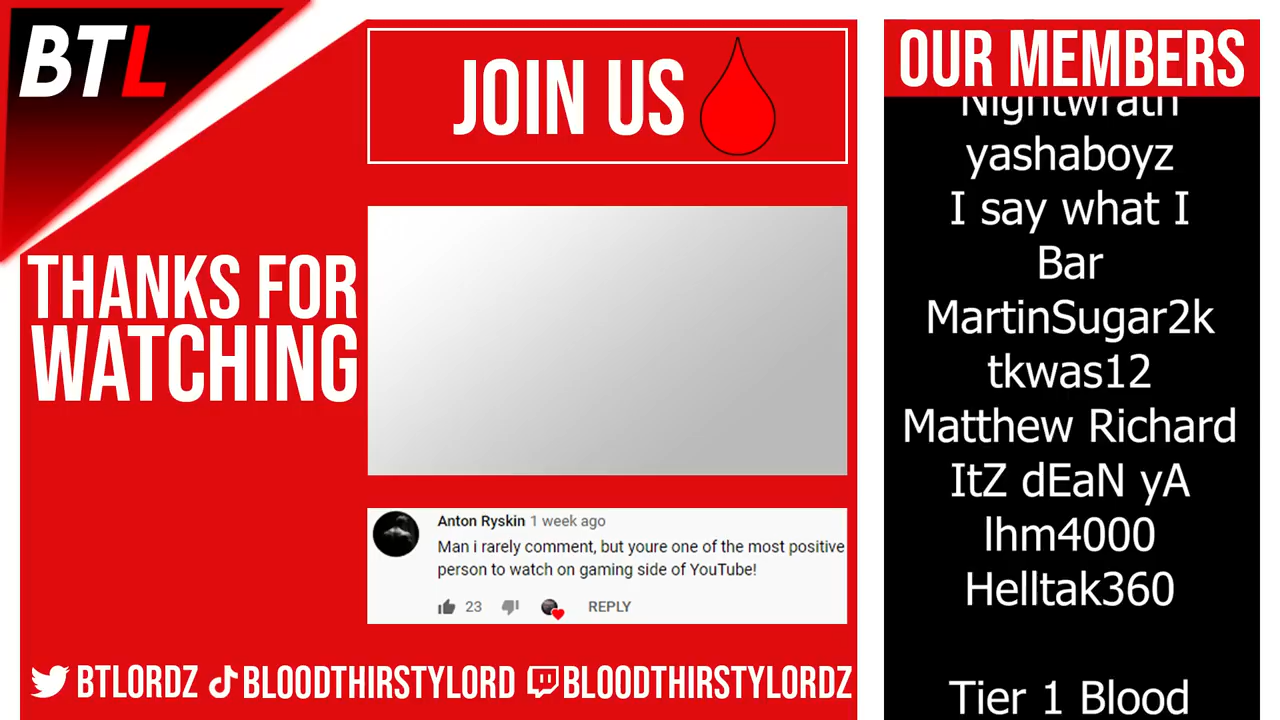 BTL
JOIN US
THANKS FOR
WATCHING
Anton Ryskin 1 week ago
Man i rarely comment, but youre one of the most positive
person to watch on gaming side of YouTube!
23 REPLY
BTLORDZ BLOODTHIRSTYLORD BLOODTHIRSTYLORDZ
OUR MEMBERS
Nightwrath
yashaboyz
I say what I
Bar
MartinSugar2k
tkwas12
Matthew Richard
ItZ dEaN yA
lhm4000
Helltak360
Tier 1 Blood